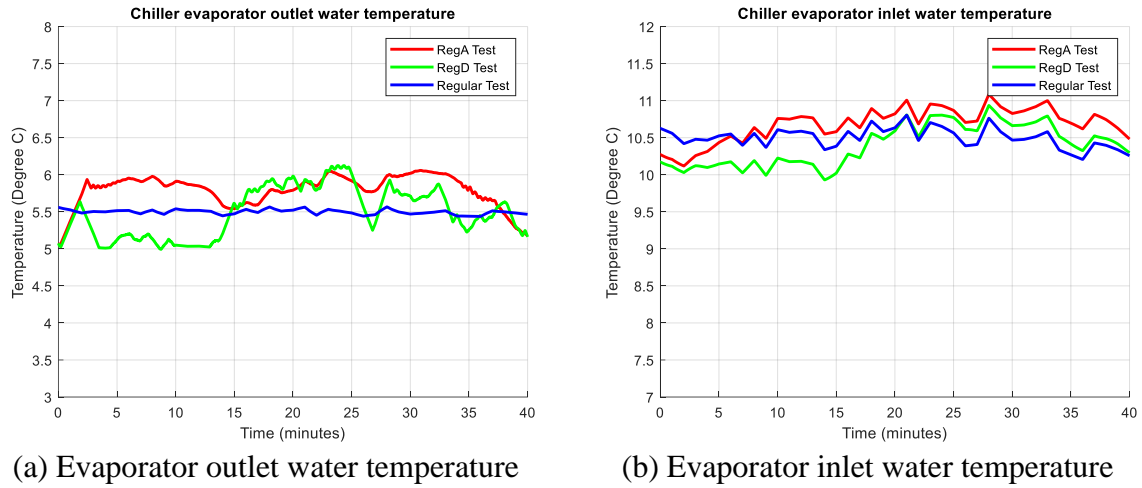 Chiller evaporator outlet water temperature
8
7.5
7
6.5
6
5.5
5
4.5
4
3.5
3
Temperature (Degree C)
RegA Test
RegD Test
Regular Test
0 5 10 15 20 25 30 35 40
Time (minutes)
(a) Evaporator outlet water temperature
Chiller evaporator inlet water temperature
12
11.5
11
10.5
10
9.5
9
8.5
8
7.5
7
Temperature (Degree C)
RegA Test
RegD Test
Regular Test
0 5 10 15 20 25 30 35 40
Time (minutes)
(b) Evaporator inlet water temperature